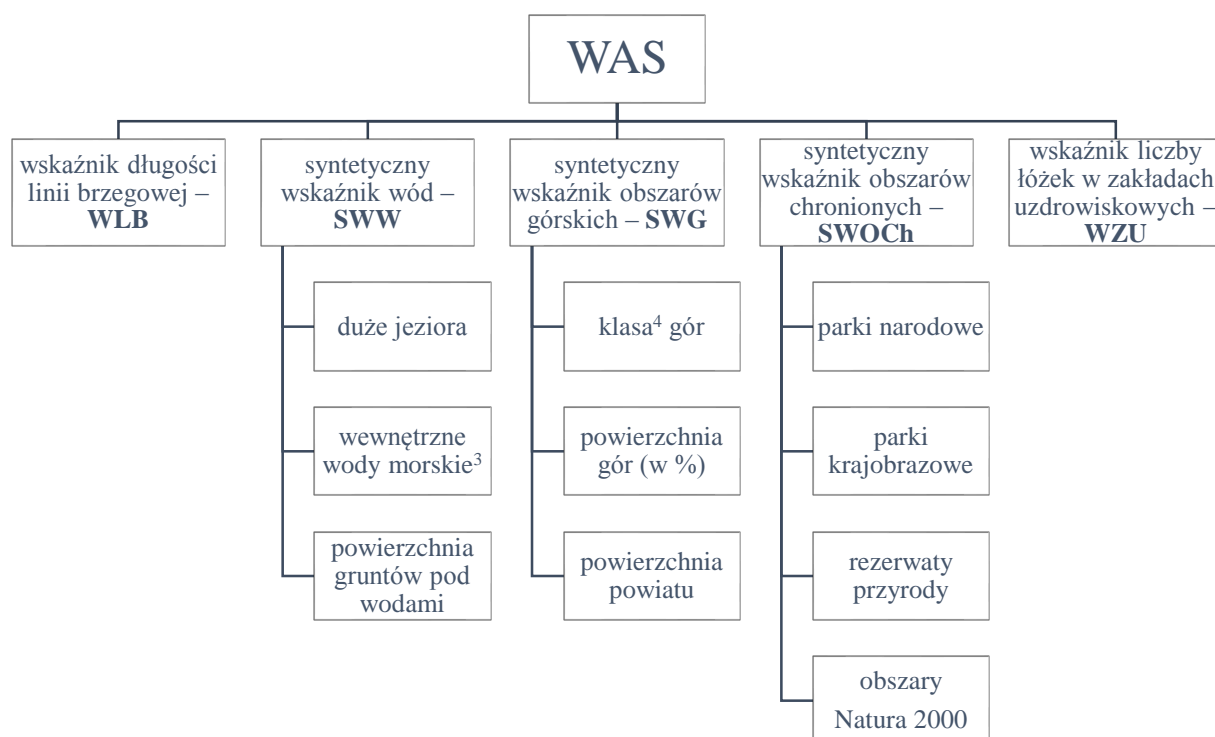 WAS
wskaźnik długości
linii brzegowej –
WLB
syntetyczny
wskaźnik wód –
SWW
duże jeziora
wewnętrzne
wody morskie³
powierzchnia
gruntów pod
wodami
syntetyczny
wskaźnik obszarów
górskich – SWG
klasa⁴ gór
powierzchnia
gór (w %)
powierzchnia
powiatu
syntetyczny
wskaźnik obszarów
chronionych –
SWOCh
parki narodowe
parki
krajobrazowe
rezerwaty
przyrody
obszary
Natura 2000
wskaźnik liczby
łóżek w zakładach
uzdrowiskowych –
WZU